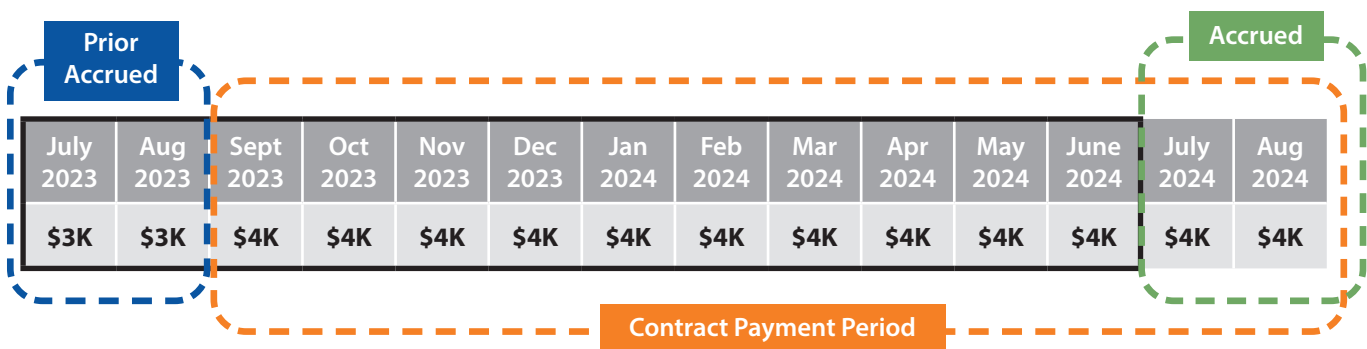 Prior
Accrued
Accrued
July Aug Sept Oct Nov Dec Jan Feb Mar Apr May June July Aug
2023 2023 2023 2023 2023 2023 2024 2024 2024 2024 2024 2024 2024 2024
$3K $3K $4K $4K $4K $4K $4K $4K $4K $4K $4K $4K $4K $4K
Contract Payment Period